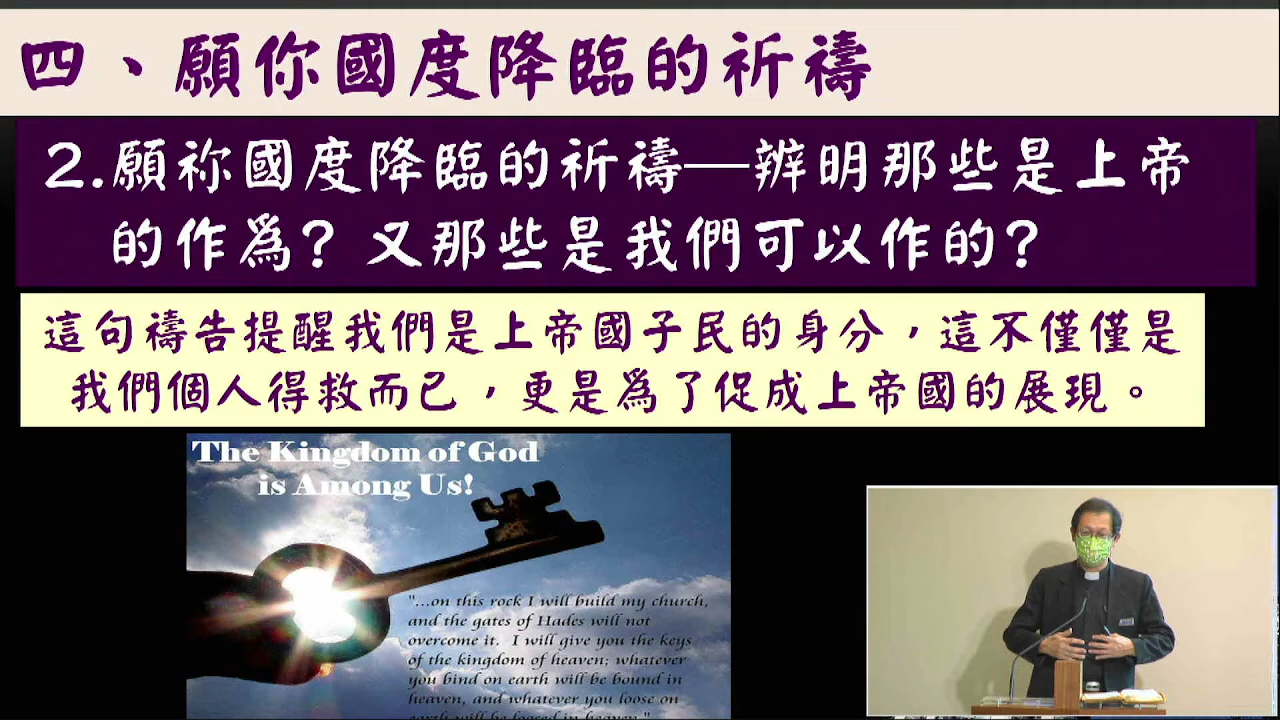 四、願你國度降臨的祈禱
2.願祢國度降臨的祈禱—辨明那些是上帝
的作為？又那些是我們可以作的？
這句禱告提醒我們是上帝國子民的身分，這不僅僅是
我們個人得救而已，更是為了促成上帝國的展現。
The Kingdom of God
is Among Us!
"...on this rock I will build my church,
and the gates of Hades will not
overcome it. I will give you the keys
of the kingdom of heaven; whatever
you bind on earth will be bound in
heaven, and whatever you loose on
earth will be loosed in heaven."